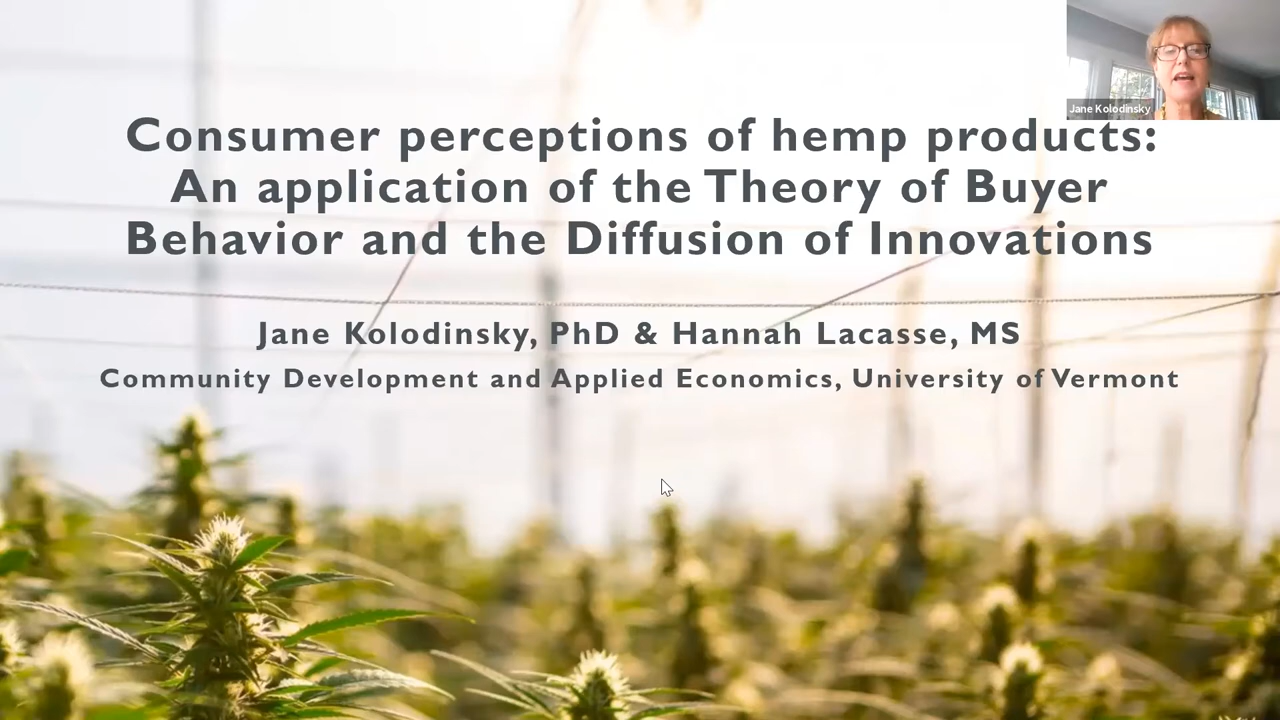 Jane Kolodinsky
Consumer perceptions of hemp products:
An application of the Theory of Buyer
Behavior and the Diffusion of Innovations
Jane Kolodinsky, PhD & Hannah Lacasse, MS
Community Development and Applied Economics, University of Vermont